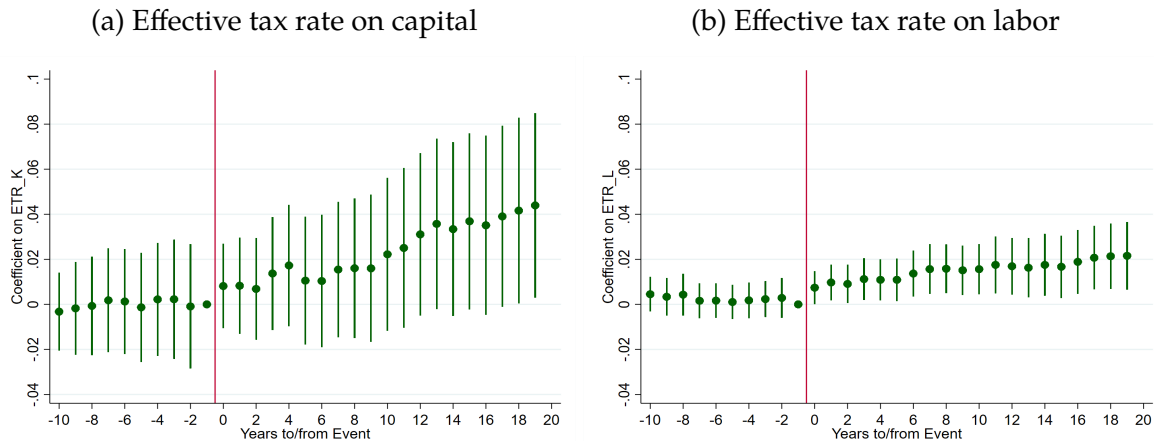 (a) Effective tax rate on capital
Coefficient on ETR_K
.1
.08
.06
.04
.02
0
-.02
-.04
-10 -8 -6 -4 -2 0 2 4 6 8 10 12 14 16 18 20
Years to/from Event
(b) Effective tax rate on labor
Coefficient on ETR_L
.1
.08
.06
.04
.02
0
-.02
-.04
-10 -8 -6 -4 -2 0 2 4 6 8 10 12 14 16 18 20
Years to/from Event